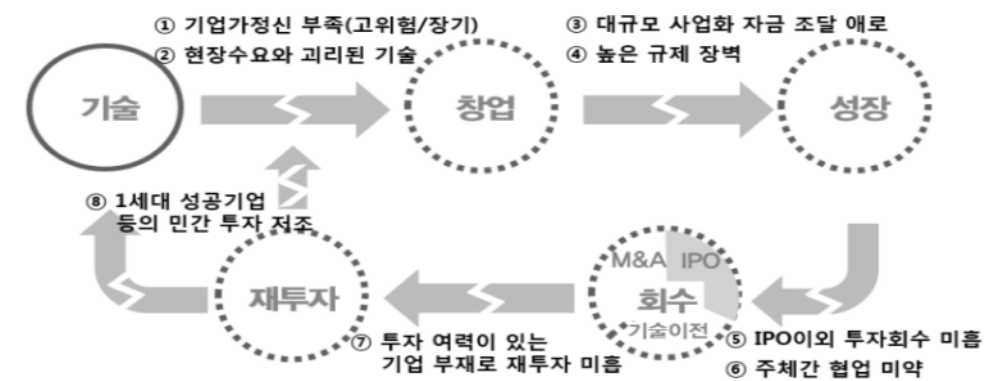 ① 기업가정신 부족(고위험/장기)
② 현장수요와 괴리된 기술
③ 대규모 사업화 자금 조달 애로
④ 높은 규제 장벽
기술
창업
성장
⑧ 1세대 성공기업
등의 민간 투자 저조
재투자
M&A IPO
회수
기술이전
⑤ IPO이외 투자회수 미흡
⑥ 주체간 협업 미약
⑦ 투자 여력이 있는
기업 부재로 재투자 미흡